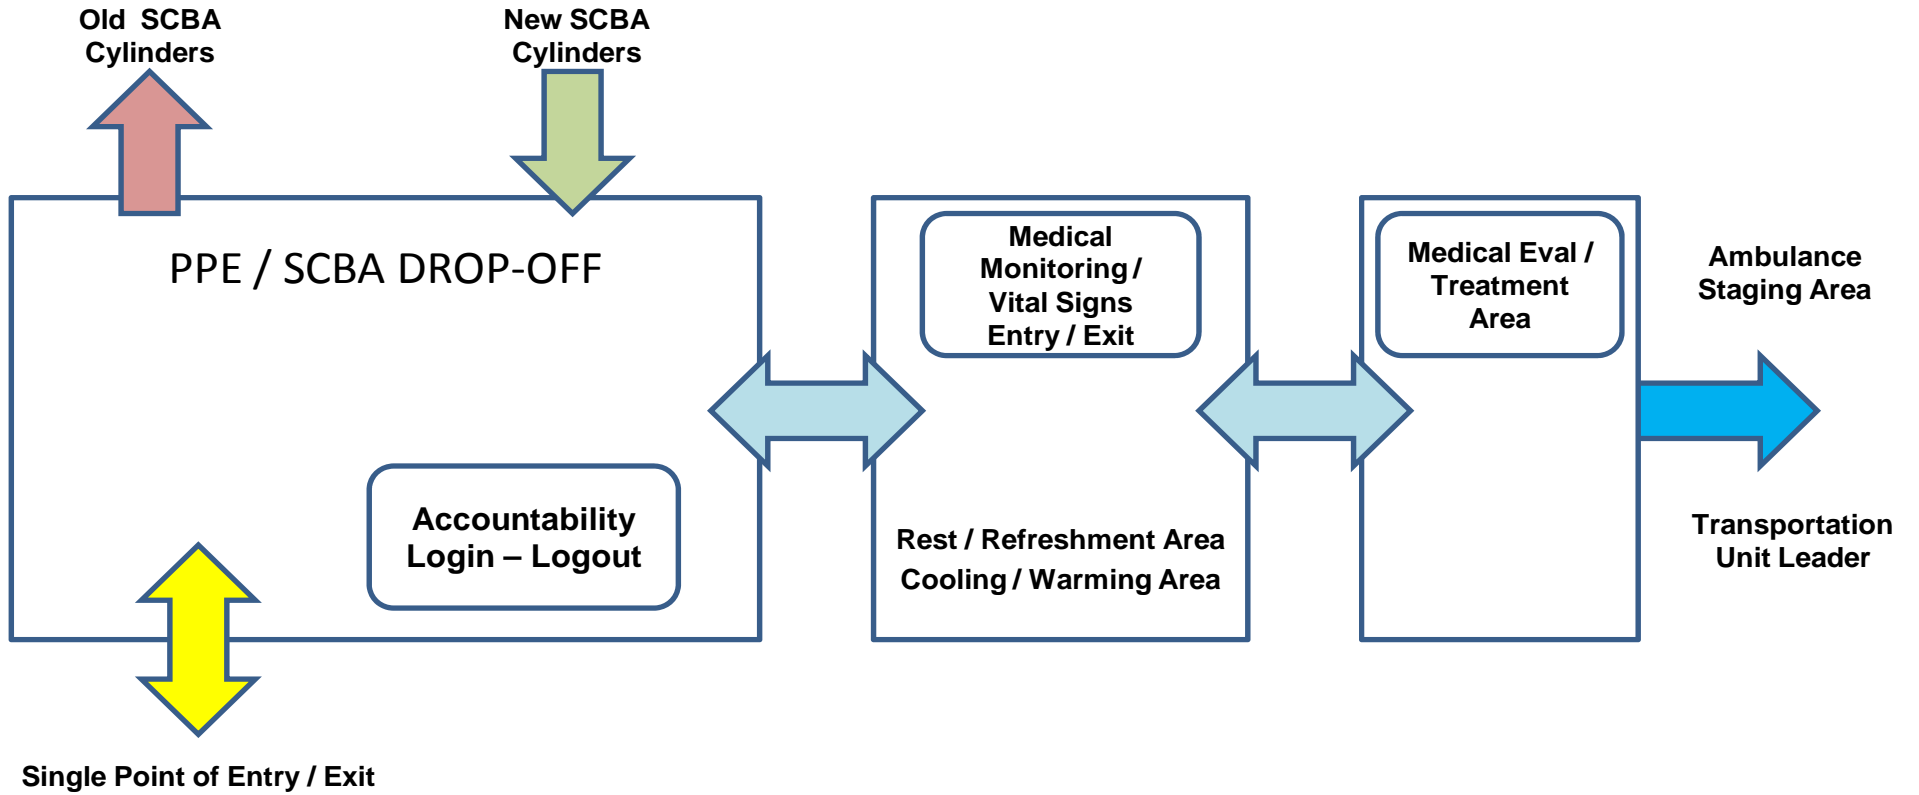 Old SCBA
Cylinders
New SCBA
Cylinders
PPE / SCBA DROP-OFF
Accountability
Login – Logout
Single Point of Entry / Exit
Medical
Monitoring /
Vital Signs
Entry / Exit
Rest / Refreshment Area
Cooling / Warming Area
Medical Eval /
Treatment
Area
Ambulance
Staging Area
Transportation
Unit Leader